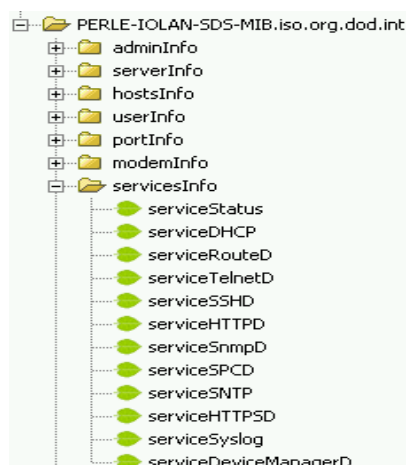 PERLE-IOLAN-SDS-MIB.iso.org.dod.int
adminInfo
serverInfo
hostsInfo
userInfo
portInfo
modemInfo
servicesInfo
serviceStatus
serviceDHCP
serviceRouteD
serviceTelnetD
serviceSSHD
serviceHTTPD
serviceSnmpD
serviceSPCD
serviceSNTP
serviceHTTPSD
serviceSyslog
serviceDeviceManagerD